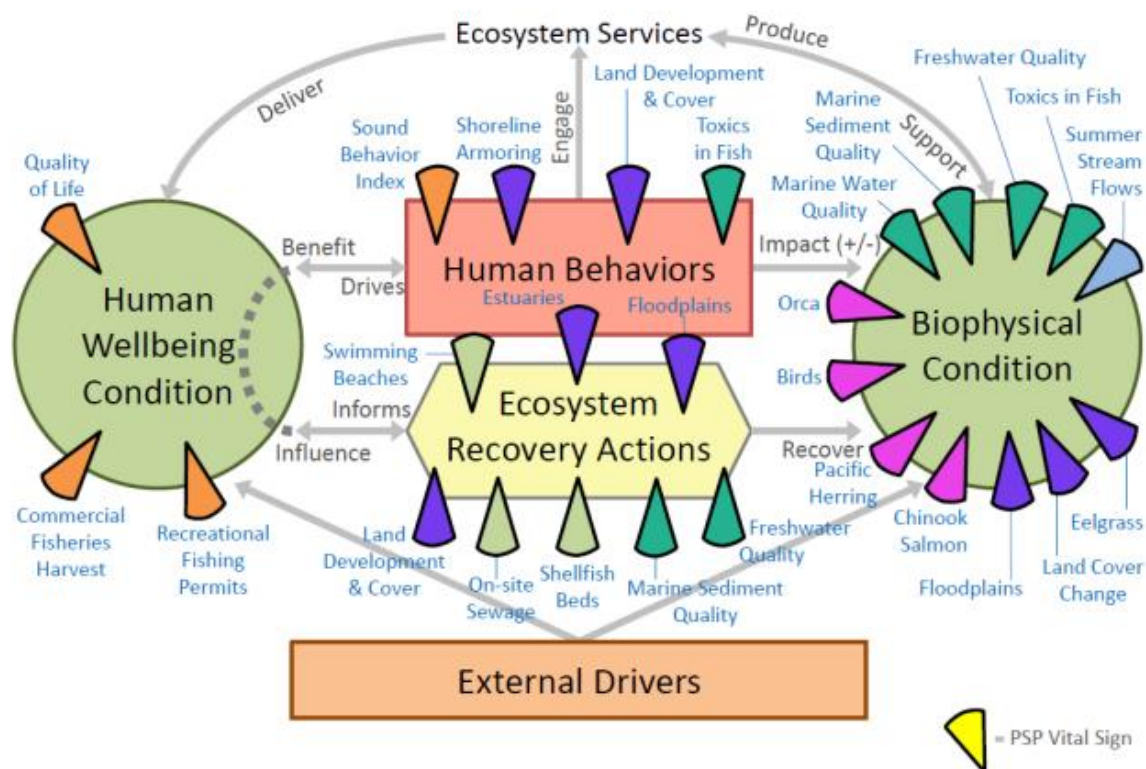 Ecosystem Services
Produce
Deliver
Engage
Support
Land Development
& Cover
Freshwater Quality
Toxics in Fish
Marine
Sediment
Quality
Summer
Stream
Flows
Sound
Behavior
Index
Shoreline
Armoring
Toxics
in Fish
Quality
of Life
Marine Water
Quality
Benefit
Drives
Human Behaviors
Impact (+/-)
Human
Wellbeing
Condition
Orca
Biophysical
Condition
Birds
Estuaries
Floodplains
Swimming
Beaches
Informs
Influence
Ecosystem
Recovery Actions
Recover
Pacific
Herring
Chinook
Salmon
Floodplains
Land Cover
Change
Eelgrass
Commercial
Fisheries
Harvest
Recreational
Fishing
Permits
Land
Development
& Cover
On-site
Sewage
Shellfish
Beds
Marine Sediment
Quality
Freshwater
Quality
External Drivers
= PSP Vital Sign